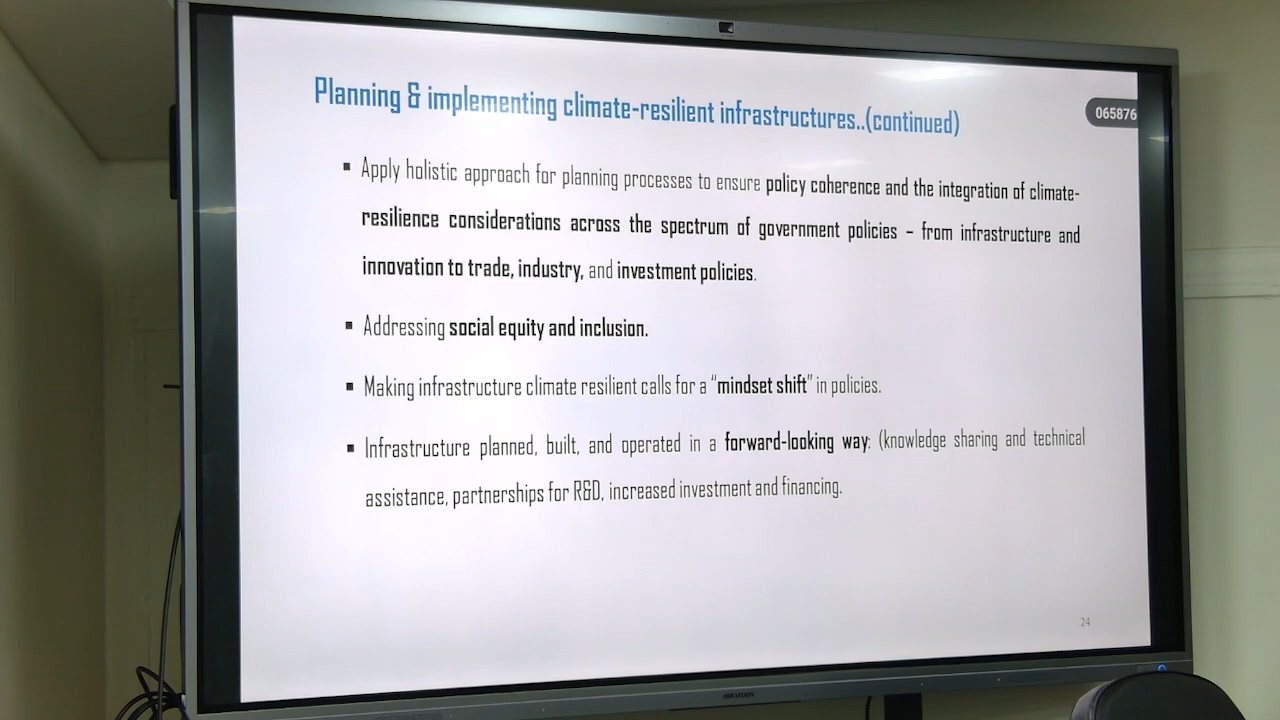 Planning & implementing climate-resilient infrastructures..(continued)
065876
▪ Apply holistic approach for planning processes to ensure policy coherence and the integration of climate-
resilience considerations across the spectrum of government policies – from infrastructure and
innovation to trade, industry, and investment policies.
▪ Addressing social equity and inclusion.
▪ Making infrastructure climate resilient calls for a “mindset shift” in policies.
▪ Infrastructure planned, built, and operated in a forward-looking way: (knowledge sharing and technical
assistance, partnerships for R&D, increased investment and financing.
24
HIKVISION